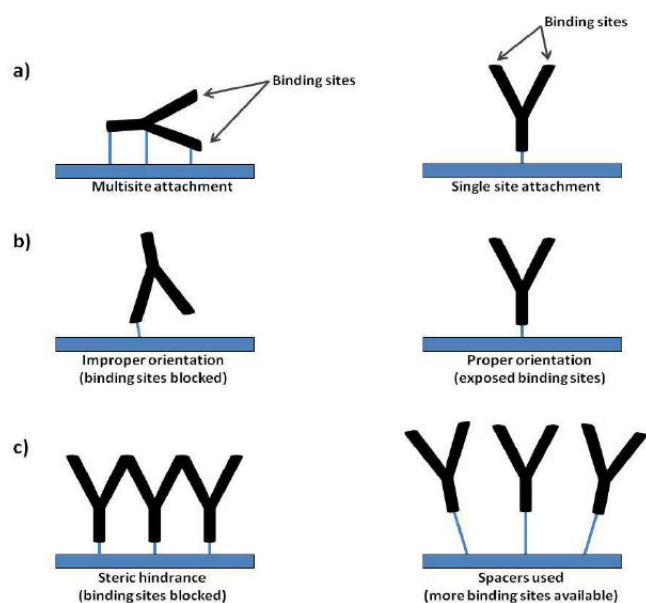 a)
Binding sites
Multisite attachment
Binding sites
Single site attachment
b)
Improper orientation
(binding sites blocked)
Proper orientation
(exposed binding sites)
c)
Steric hindrance
(binding sites blocked)
Spacers used
(more binding sites available)